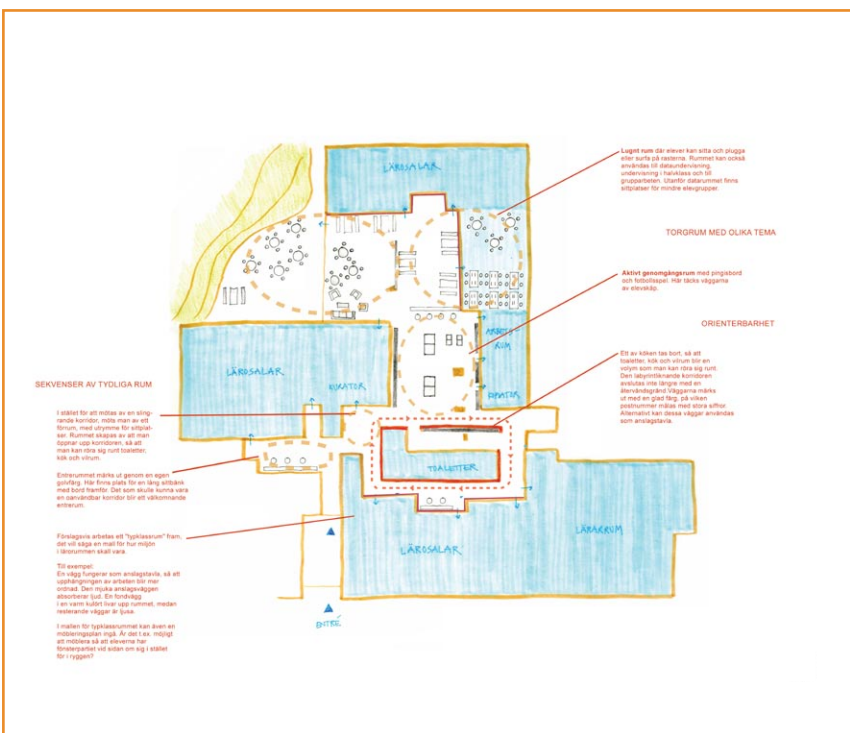 LÄROSALAR
Lugnt rum där elever kan sitta och plugga
eller surfa på rasterna. Rummet kan också
användas till dataundervisning,
undervisning i halvklass och till
grupparbeten. Utanför datarummet finns
sittplatser för mindre elevgrupper.
TORGRUM MED OLIKA TEMA
Aktivt genomgångsrum med pingisbord
och fotbollsspel. Här täcks väggarna
av elevskåp.
ORIENTERBARHET
Ett av köken tas bort, så att
toaletter, kök och vilrum blir en
volym som man kan röra sig runt.
Den labyrintliknande korridoren
avslutas inte längre med en
återvändsgränd Väggarna märks
ut med en glad färg, på vilken
postnummer målas med stora siffror.
Alternativt kan dessa väggar användas
som anslagstavla.
ARBETS-
RUM
LÄROSALAR
KURATOR
KURATOR
SEKVENSER AV TYDLIGA RUM
I stället för att mötas av en sling-
rande korridor, möts man av ett
förrum, med utrymme för sittplat-
ser. Rummet skapas av att man
öppnar upp korridoren, så att
man kan röra sig runt toaletter,
kök och vilrum.
Entrerummet märks ut genom en egen
golvfärg. Här finns plats för en lång sittbänk
med bord framför. Det som skulle kunna vara
en oanvändbar korridor blir ett välkomnande
entrerum.
TOALETTER
Förslagsvis arbetas ett "typklassrum" fram,
det vill säga en mall för hur miljön
i lärorummen skall vara.
Till exempel:
En vägg fungerar som anslagstavla, så att
upphängningen av arbeten blir mer
ordnad. Den mjuka anslagsväggen
absorberar ljud. En fondvägg
i en varm kulört livar upp rummet, medan
resterande väggar är ljusa.
I mallen för typklassrummet kan även en
möbleringsplan ingå. Är det t.ex. möjligt
att möblera så att eleverna har
fönsterpartiet vid sidan om sig i stället
för i ryggen?
LÄROSALAR
LÄRARRUM
ENTRÉ